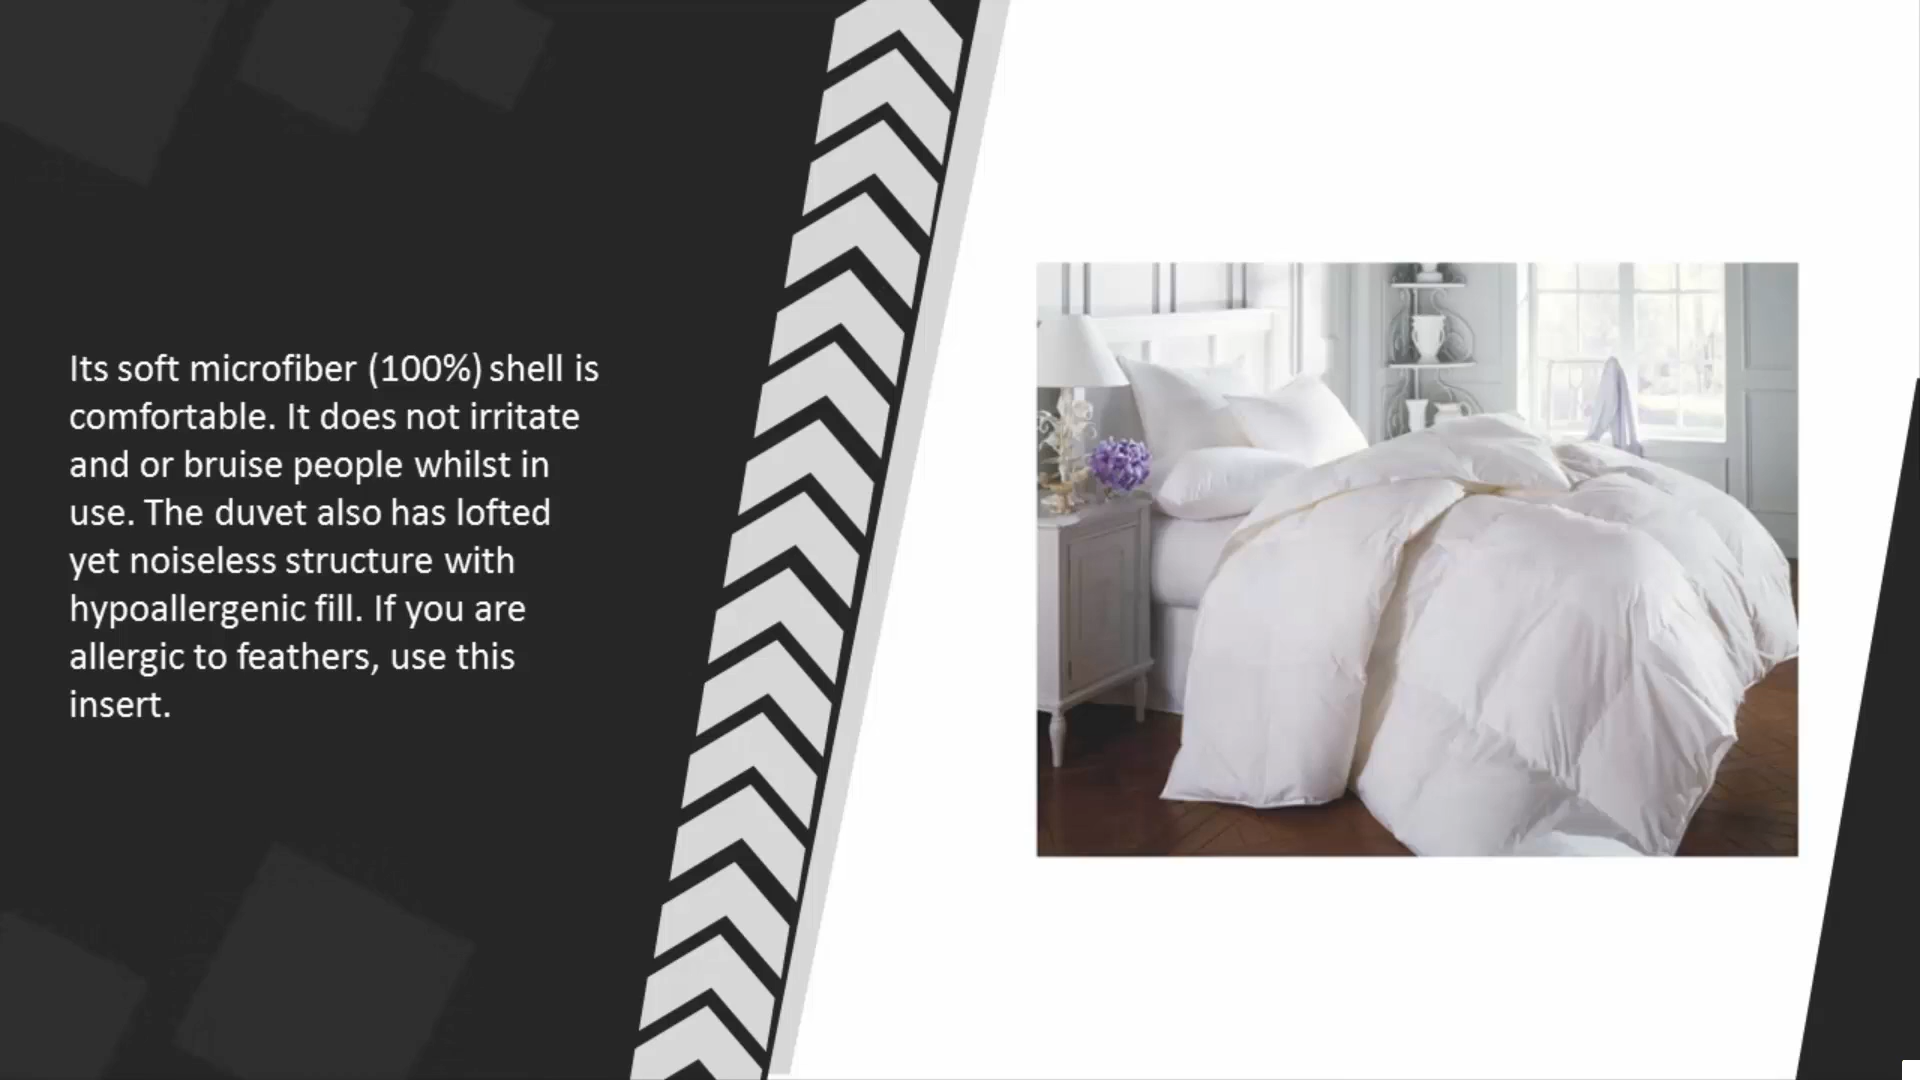 Its soft microfiber (100%) shell is
comfortable. It does not irritate
and or bruise people whilst in
use. The duvet also has lofted
yet noiseless structure with
hypoallergenic fill. If you are
allergic to feathers, use this
insert.